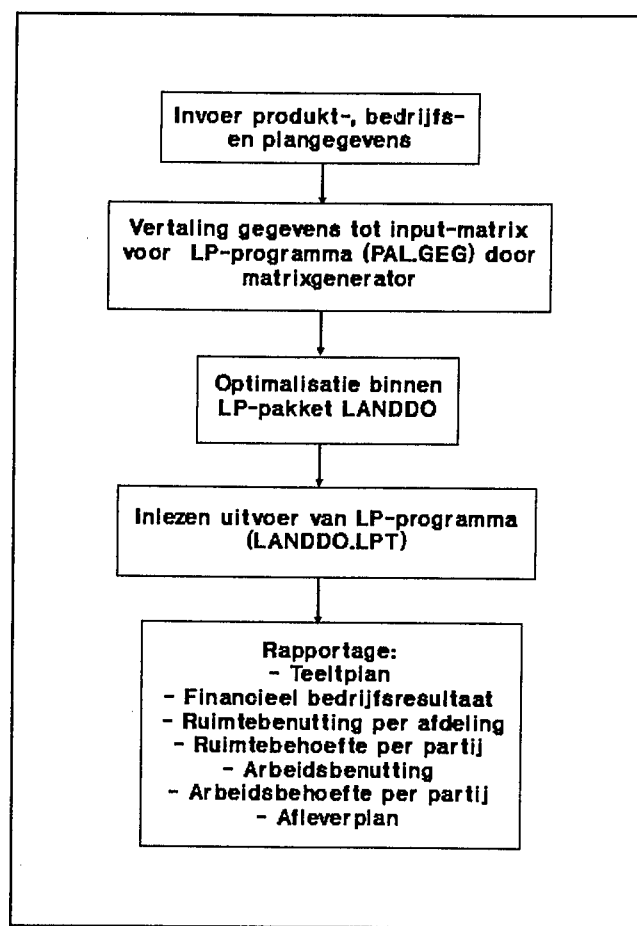 Invoer produkt-, bedrijfs-
en plangegevens
Vertaling gegevens tot input-matrix
voor LP-programma (PAL.GEG) door
matrixgenerator
Optimalisatie binnen
LP-pakket LANDDO
Inlezen uitvoer van LP-programma
(LANDDO.LPT)
Rapportage:
- Teeltplan
- Financieel bedrijfsresultaat
- Ruimtebenutting per afdeling
- Ruimtebehoefte per partij
- Arbeidsbenutting
- Arbeidsbehoefte per partij
- Afleverplan